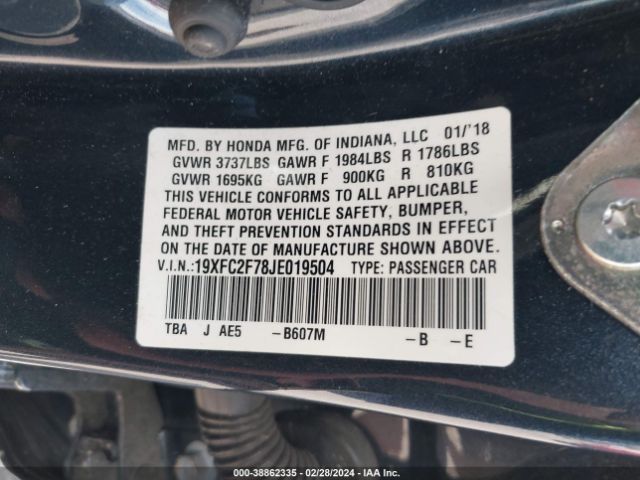 MFD. BY HONDA MFG. OF INDIANA, LLC 01/'18
GVWR 3737LBS GAWR F 1984LBS R 1786LBS
GVWR 1695KG GAWR F 900KG R 810KG
THIS VEHICLE CONFORMS TO ALL APPLICABLE
FEDERAL MOTOR VEHICLE SAFETY, BUMPER,
AND THEFT PREVENTION STANDARDS IN EFFECT
ON THE DATE OF MANUFACTURE SHOWN ABOVE.
V.I.N.: 19XFC2F78JE019504 TYPE: PASSENGER CAR
TBA J AE5 -B607M -B -E
000-38862335 - 02/28/2024 - IAA Inc.